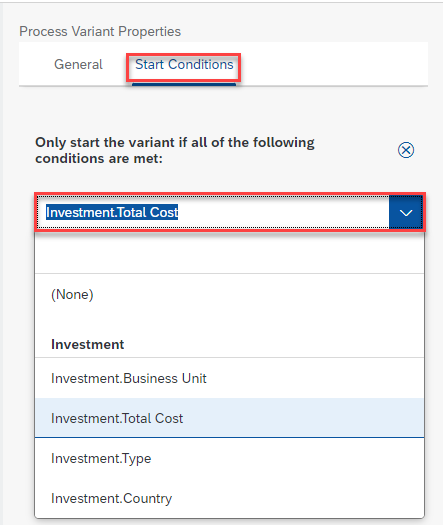 Process Variant Properties
General Start Conditions
Only start the variant if all of the following
conditions are met:
Investment.Total Cost
(None)
Investment
Investment.Business Unit
Investment.Total Cost
Investment.Type
Investment.Country